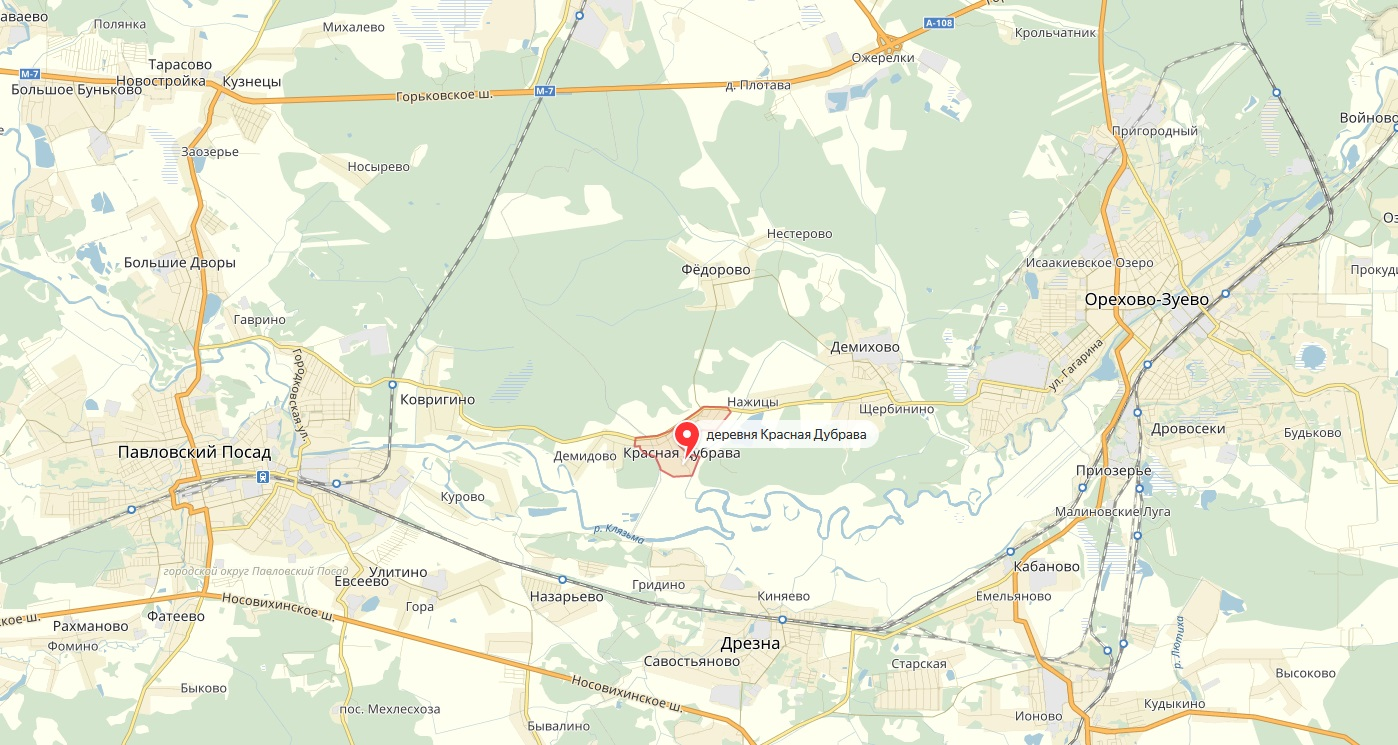 аваево
Полянка
Михалево
А-108
Крольчатник
Тарасово
Ожерелки
М-7
Новостройка
Кузнецы
Большое Буньково
Горьковское ш.
М-7
д. Плотава
Войново
Пригородный
Заозерье
Носырево
Нестерово
Большие Дворы
Фёдорово
Исаакиевское Озеро
Прокуди
Орехово-Зуево
Гаврино
Городковская ул.
Демихово
ул. Гагарина
Ковригино
Нажицы
Щербинино
деревня Красная Дубрава
Дровосеки
Будьково
Павловский Посад
Демидово
Красная Дубрава
Приозерье
Курово
Малиновские Луга
р. Клязьма
городской округ Павловский Посад
Улитино
Евсеево
Кабаново
Гридино
Назарьево
Киняево
Емельяново
Носовихинское ш.
Гора
ское ш.
Фатеево
Рахманово
Фомино
Дрезна
р. Лютиха
Савостьяново
Старская
Высоково
Быково
Носовихинское ш.
пос. Мехлесхоза
Кудыкино
Ионово
Бывалино